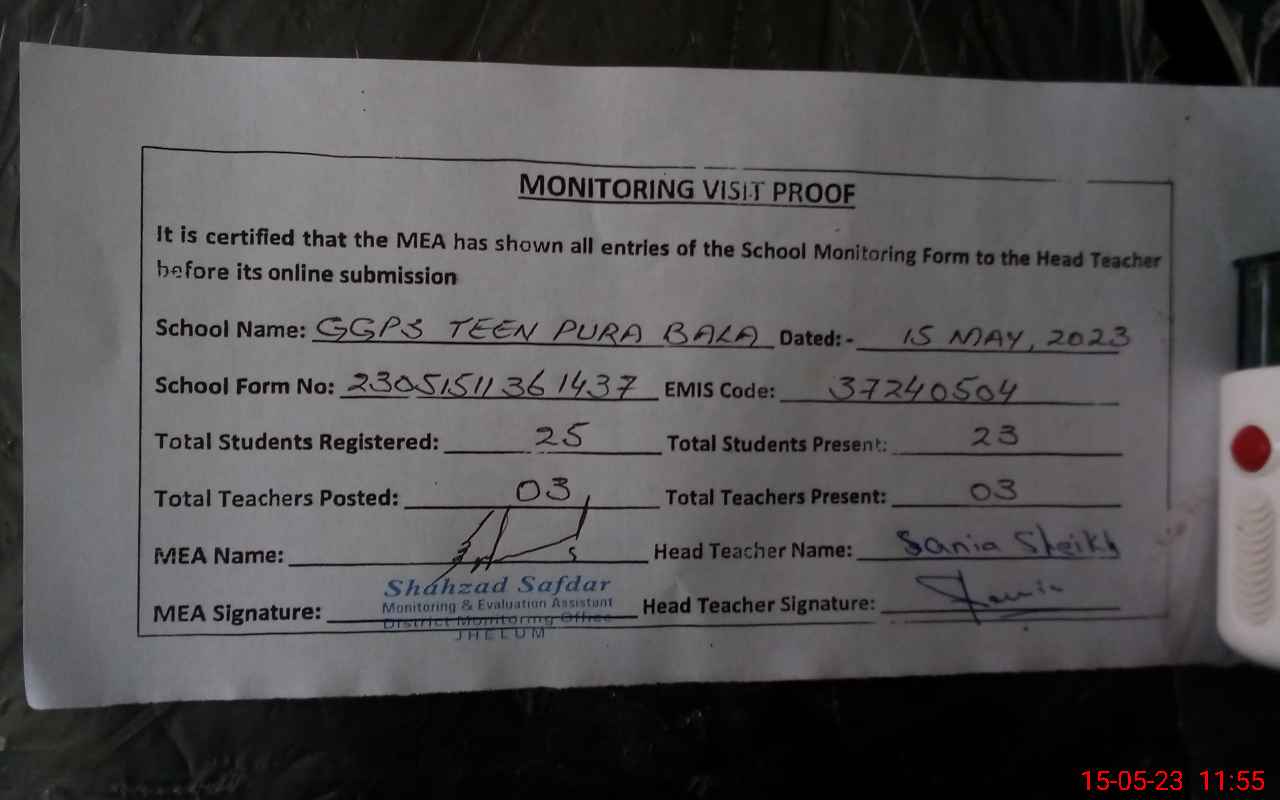 MONITORING VISIT PROOF
It is certified that the MEA has shown all entries of the School Monitoring Form to the Head Teacher
before its online submission
School Name: GGPS TEEN PURA BALA Dated:- 15 MAY, 2023
School Form No: 23051511361437 EMIS Code: 37240504
Total Students Registered: 25 Total Students Present: 23
Total Teachers Posted: 03 Total Teachers Present: 03
MEA Name: Head Teacher Name: Sania Sheikh
Shahzad Safdar
Monitoring & Evaluation Assistant
MEA Signature: Head Teacher Signature:
District Monitoring Office
JHELUM
15-05-23 11:55